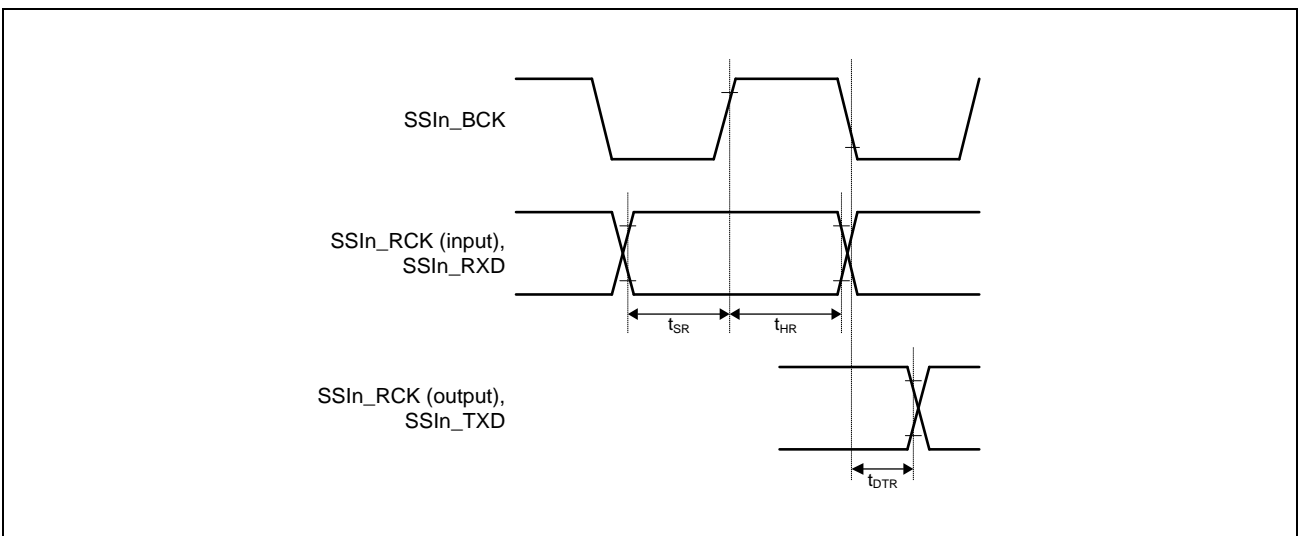 SSIn_BCK
SSIn_RCK (input),
SSIn_RXD
tSR
tHR
SSIn_RCK (output),
SSIn_TXD
tDTR